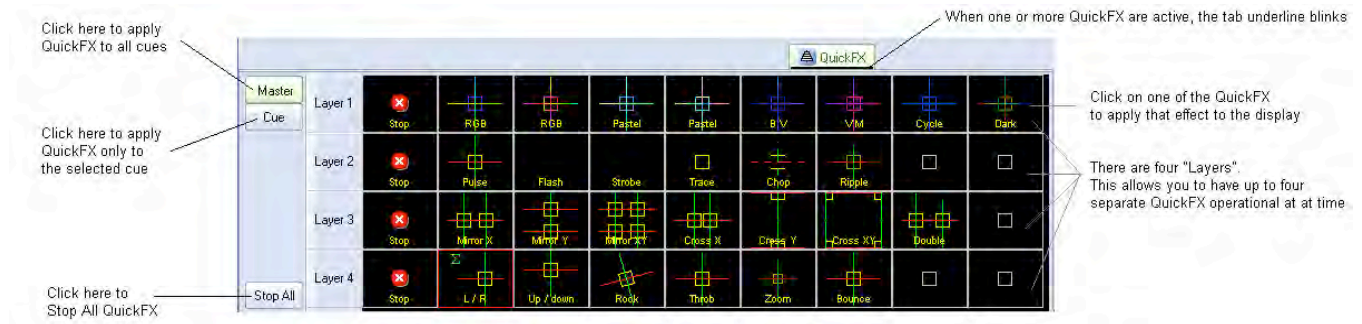 Click here to apply
QuickFX to all cues
When one or more QuickFX are active, the tab underline blinks
QuickFX
Master
Cue
Click here to apply
QuickFX only to
the selected cue
Layer 1
Stop RGB RGB Pastel Pastel B V V M Cycle Dark
Click on one of the QuickFX
to apply that effect to the display
Layer 2
Stop Pulse Flash Strobe Trace Chop Ripple
There are four "Layers".
This allows you to have up to four
separate QuickFX operational at at time
Layer 3
Stop Mirror X Mirror Y Mirror XY Cross X Cross Y Cross XY Double
Layer 4
Σ
Stop L / R Up / down Rock Throb Zoom Bounce
Stop All
Click here to
Stop All QuickFX